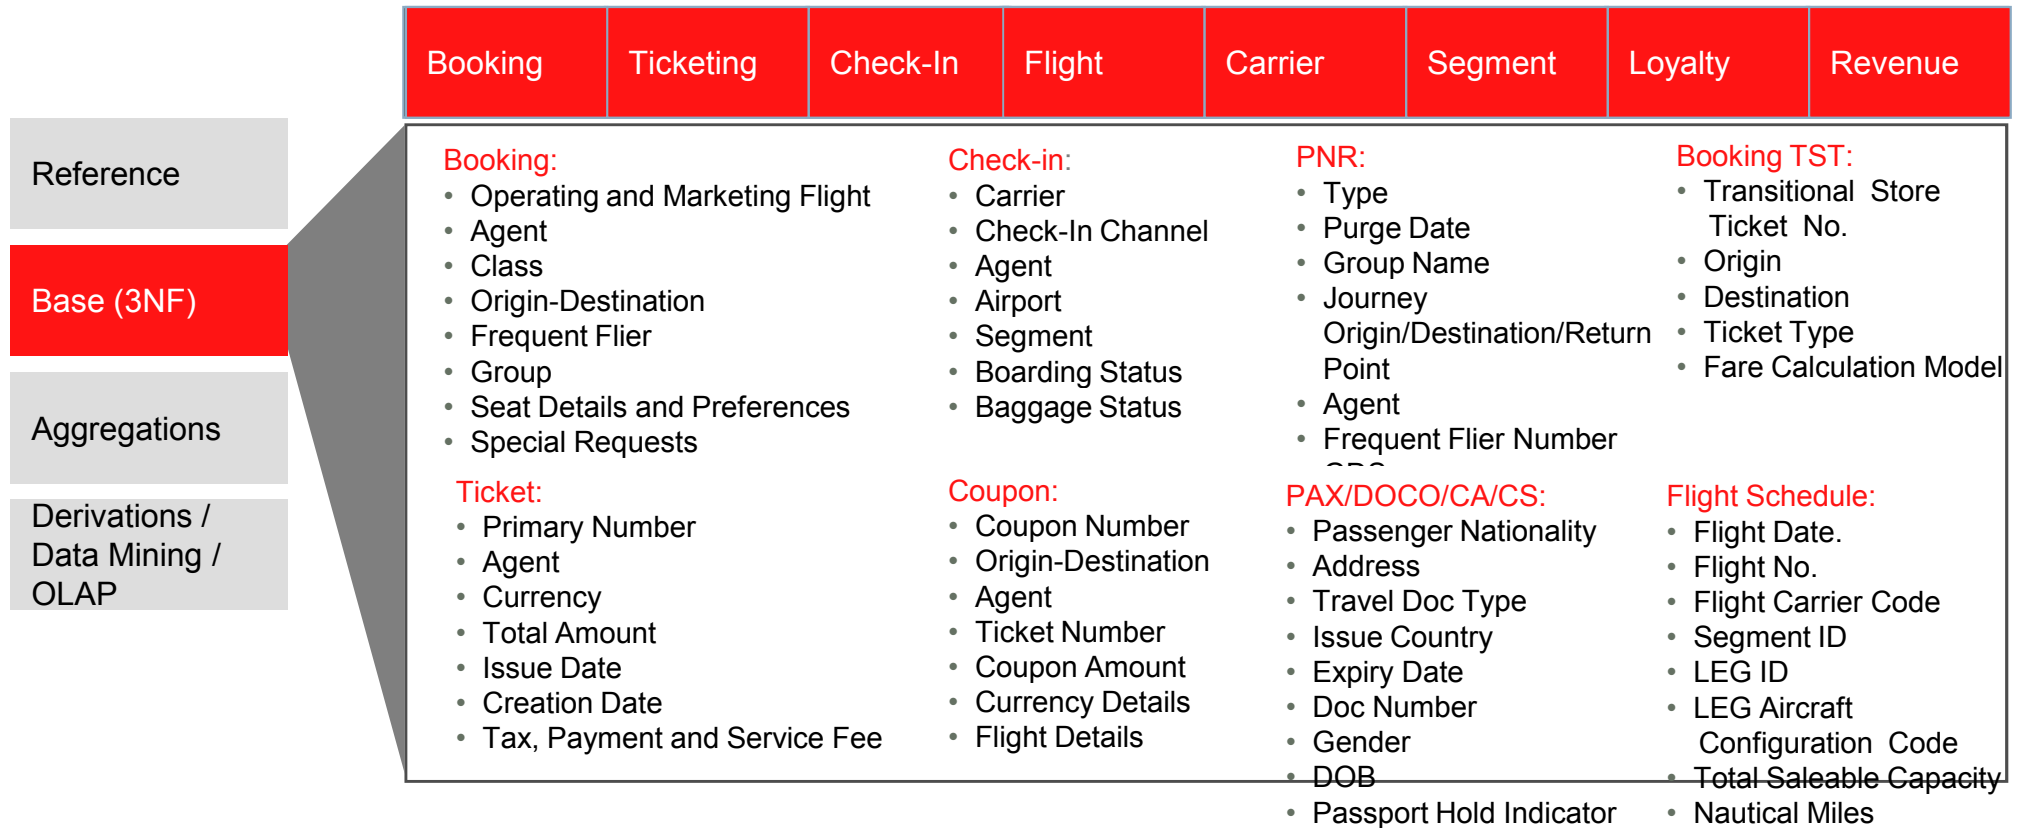 Booking
Ticketing
Check-In
Flight
Carrier
Segment
Loyalty
Revenue
Reference
Base (3NF)
Aggregations
Derivations /
Data Mining /
OLAP
Booking:
• Operating and Marketing Flight
• Agent
• Class
• Origin-Destination
• Frequent Flier
• Group
• Seat Details and Preferences
• Special Requests
Check-in:
• Carrier
• Check-In Channel
• Agent
• Airport
• Segment
• Boarding Status
• Baggage Status
PNR:
• Type
• Purge Date
• Group Name
• Journey
Origin/Destination/Return
Point
• Agent
• Frequent Flier Number
Booking TST:
• Transitional Store
Ticket No.
• Origin
• Destination
• Ticket Type
• Fare Calculation Model
Ticket:
• Primary Number
• Agent
• Currency
• Total Amount
• Issue Date
• Creation Date
• Tax, Payment and Service Fee
Coupon:
• Coupon Number
• Origin-Destination
• Agent
• Ticket Number
• Coupon Amount
• Currency Details
• Flight Details
PAX/DOCO/CA/CS:
• Passenger Nationality
• Address
• Travel Doc Type
• Issue Country
• Expiry Date
• Doc Number
• Gender
• DOB
• Passport Hold Indicator
Flight Schedule:
• Flight Date.
• Flight No.
• Flight Carrier Code
• Segment ID
• LEG ID
• LEG Aircraft
Configuration Code
• Total Saleable Capacity
• Nautical Miles